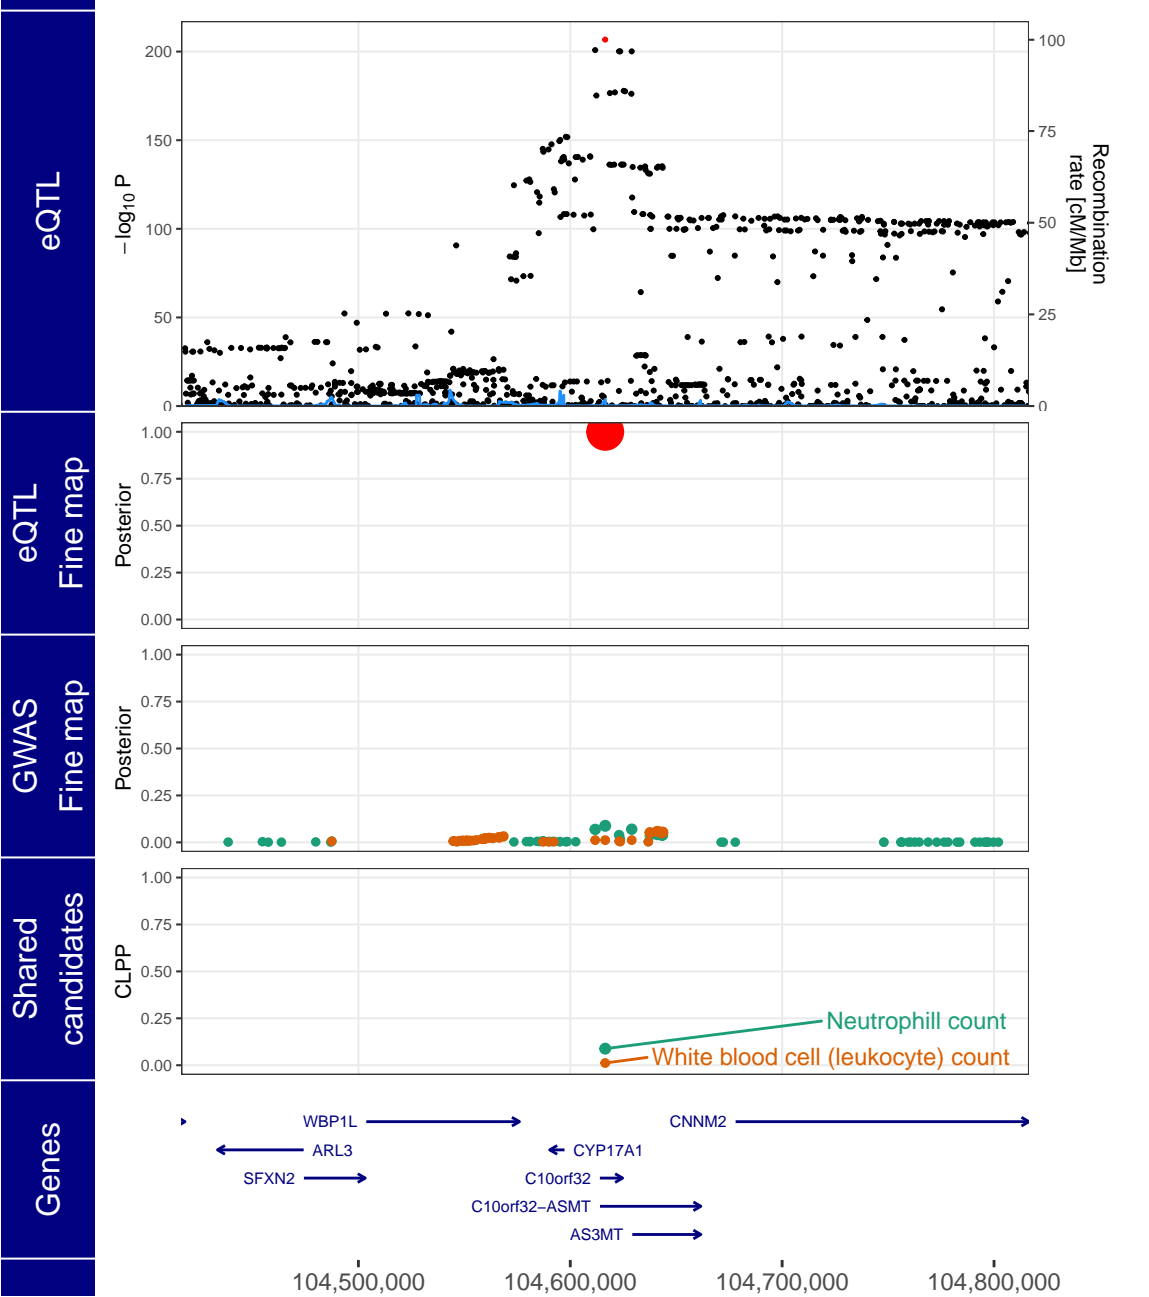 eQTL
−log10 P
200
150
100
50
0
100
75
50
25
0
Recombination
rate [cM/Mb]
eQTL
Fine map
Posterior
1.00
0.75
0.50
0.25
0.00
GWAS
Fine map
Posterior
1.00
0.75
0.50
0.25
0.00
Shared
candidates
CLPP
1.00
0.75
0.50
0.25
0.00
Neutrophill count
White blood cell (leukocyte) count
Genes
WBP1L
CNNM2
ARL3
CYP17A1
SFXN2
C10orf32
C10orf32−ASMT
AS3MT
104,500,000
104,600,000
104,700,000
104,800,000